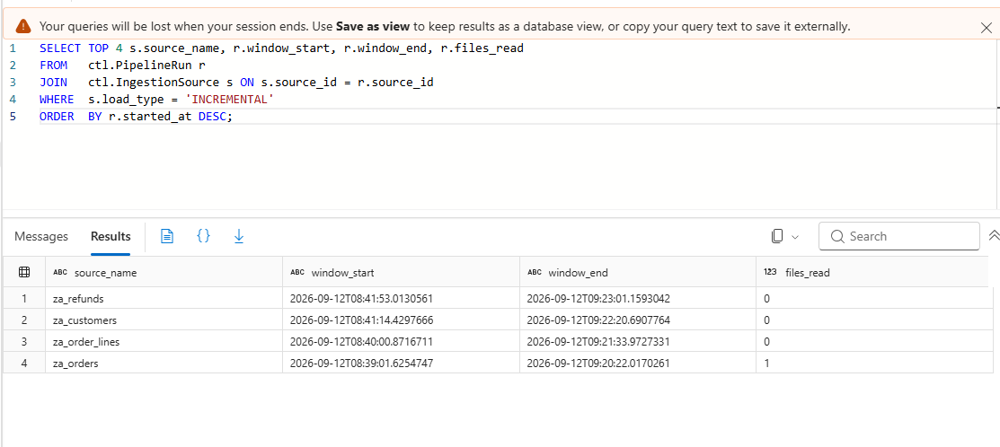 Your queries will be lost when your session ends. Use Save as view to keep results as a database view, or copy your query text to save it externally.
1 SELECT TOP 4 s.source_name, r.window_start, r.window_end, r.files_read
2 FROM ctl.PipelineRun r
3 JOIN ctl.IngestionSource s ON s.source_id = r.source_id
4 WHERE s.load_type = 'INCREMENTAL'
5 ORDER BY r.started_at DESC;
Messages Results {} Search
ABC source_name ABC window_start ABC window_end 123 files_read
1 za_refunds 2026-09-12T08:41:53.0130561 2026-09-12T09:23:01.1593042 0
2 za_customers 2026-09-12T08:41:14.4297666 2026-09-12T09:22:20.6907764 0
3 za_order_lines 2026-09-12T08:40:00.8716711 2026-09-12T09:21:33.9727331 0
4 za_orders 2026-09-12T08:39:01.6254747 2026-09-12T09:20:22.0170261 1